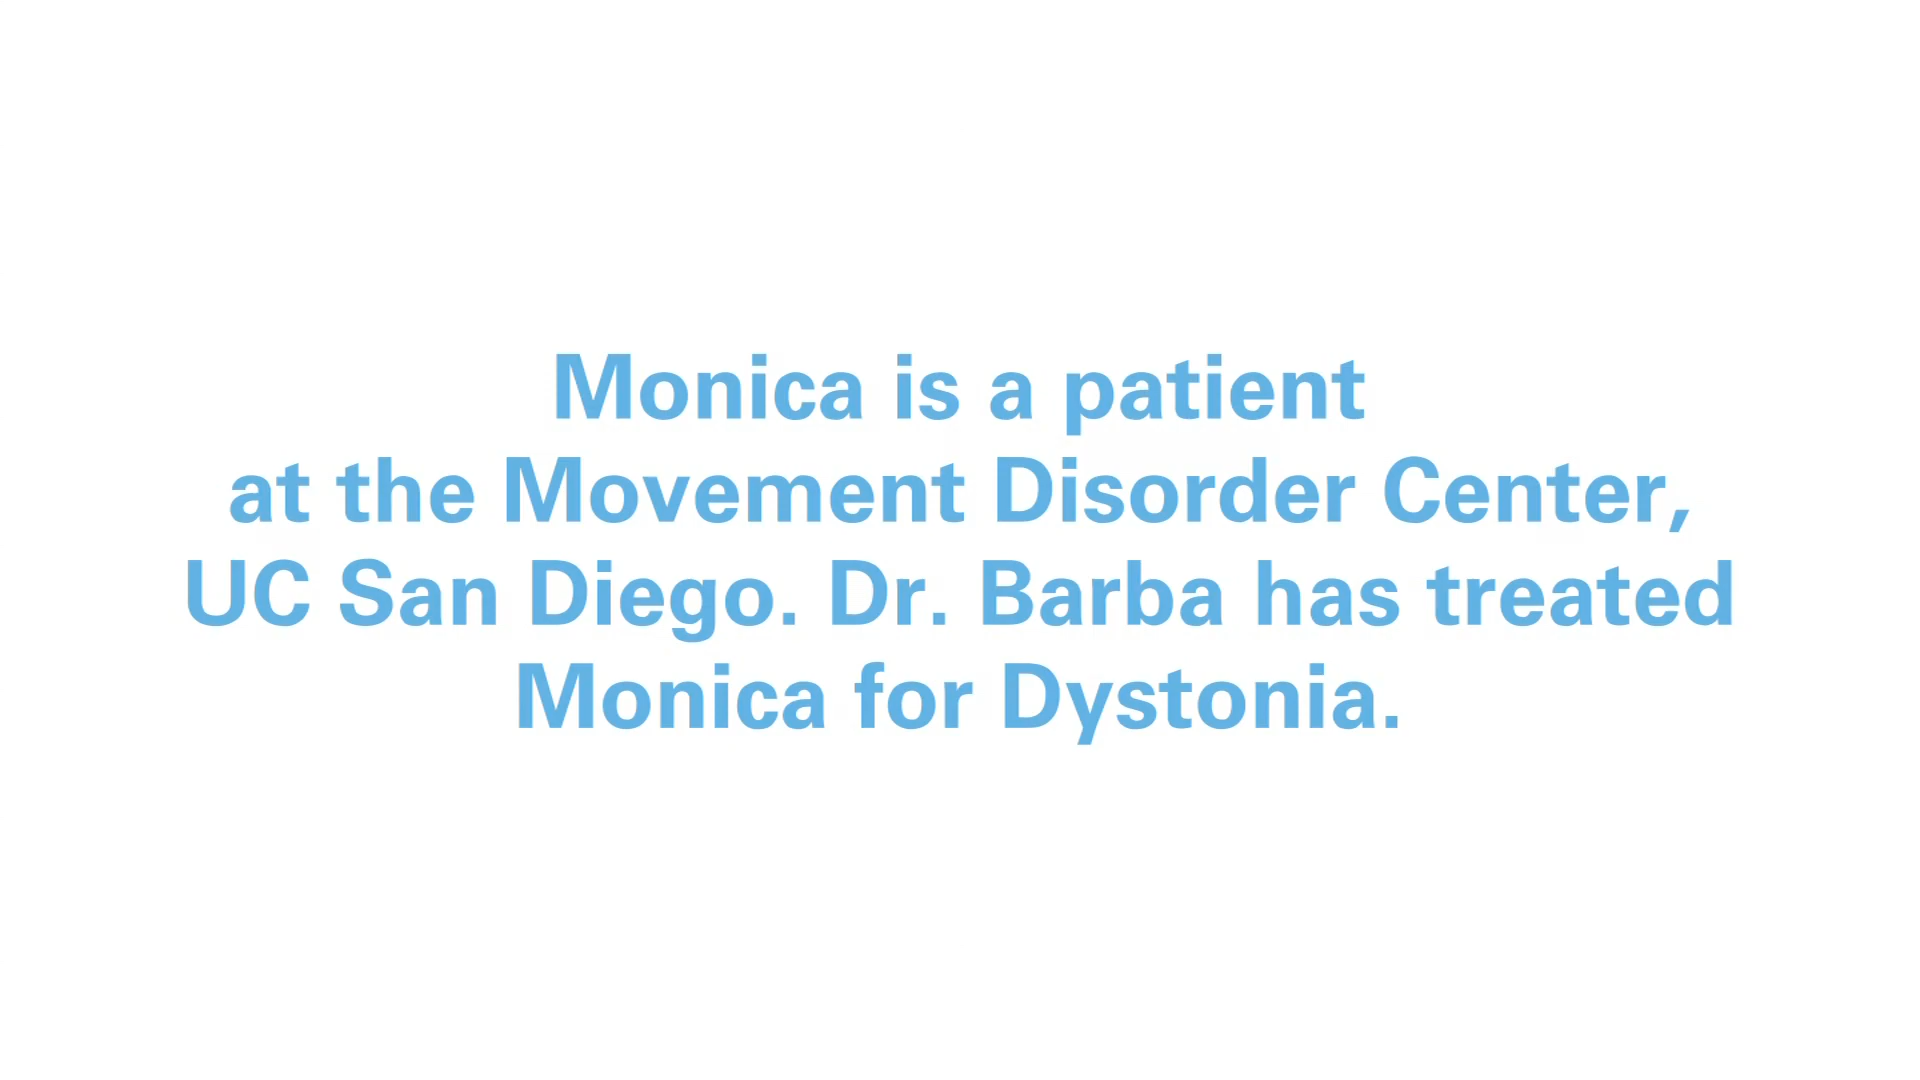 Monica is a patient
at the Movement Disorder Center,
UC San Diego. Dr. Barba has treated
Monica for Dystonia.